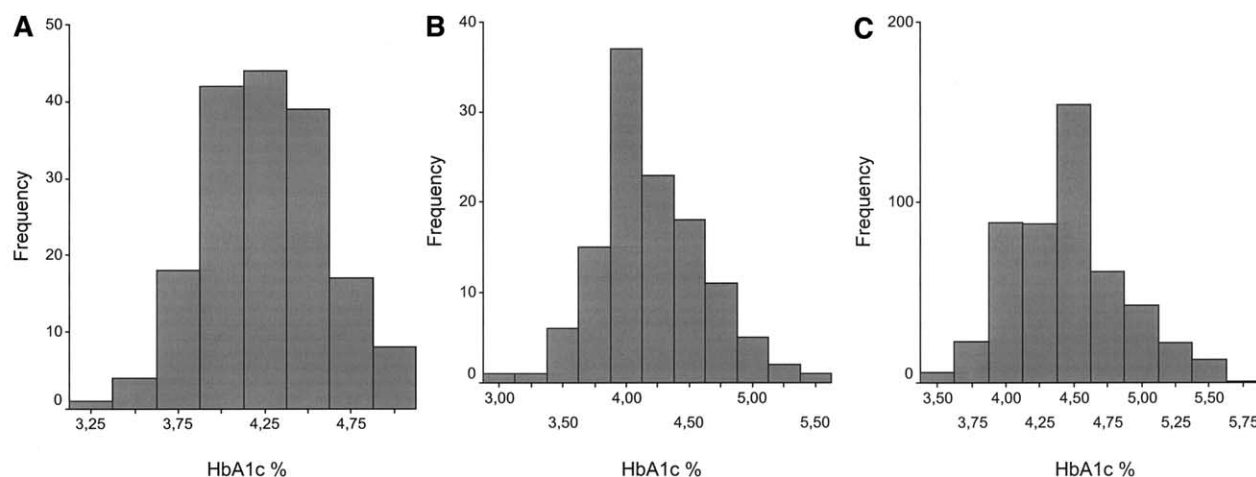 A
50
40
30
20
10
0
Frequency
3,25 3,75 4,25 4,75
HbA1c %
B
40
30
20
10
0
Frequency
3,00 4,00 5,00
3,50 4,50 5,50
HbA1c %
C
200
100
0
Frequency
3,50 4,00 4,50 5,00 5,50
3,75 4,25 4,75 5,25 5,75
HbA1c %